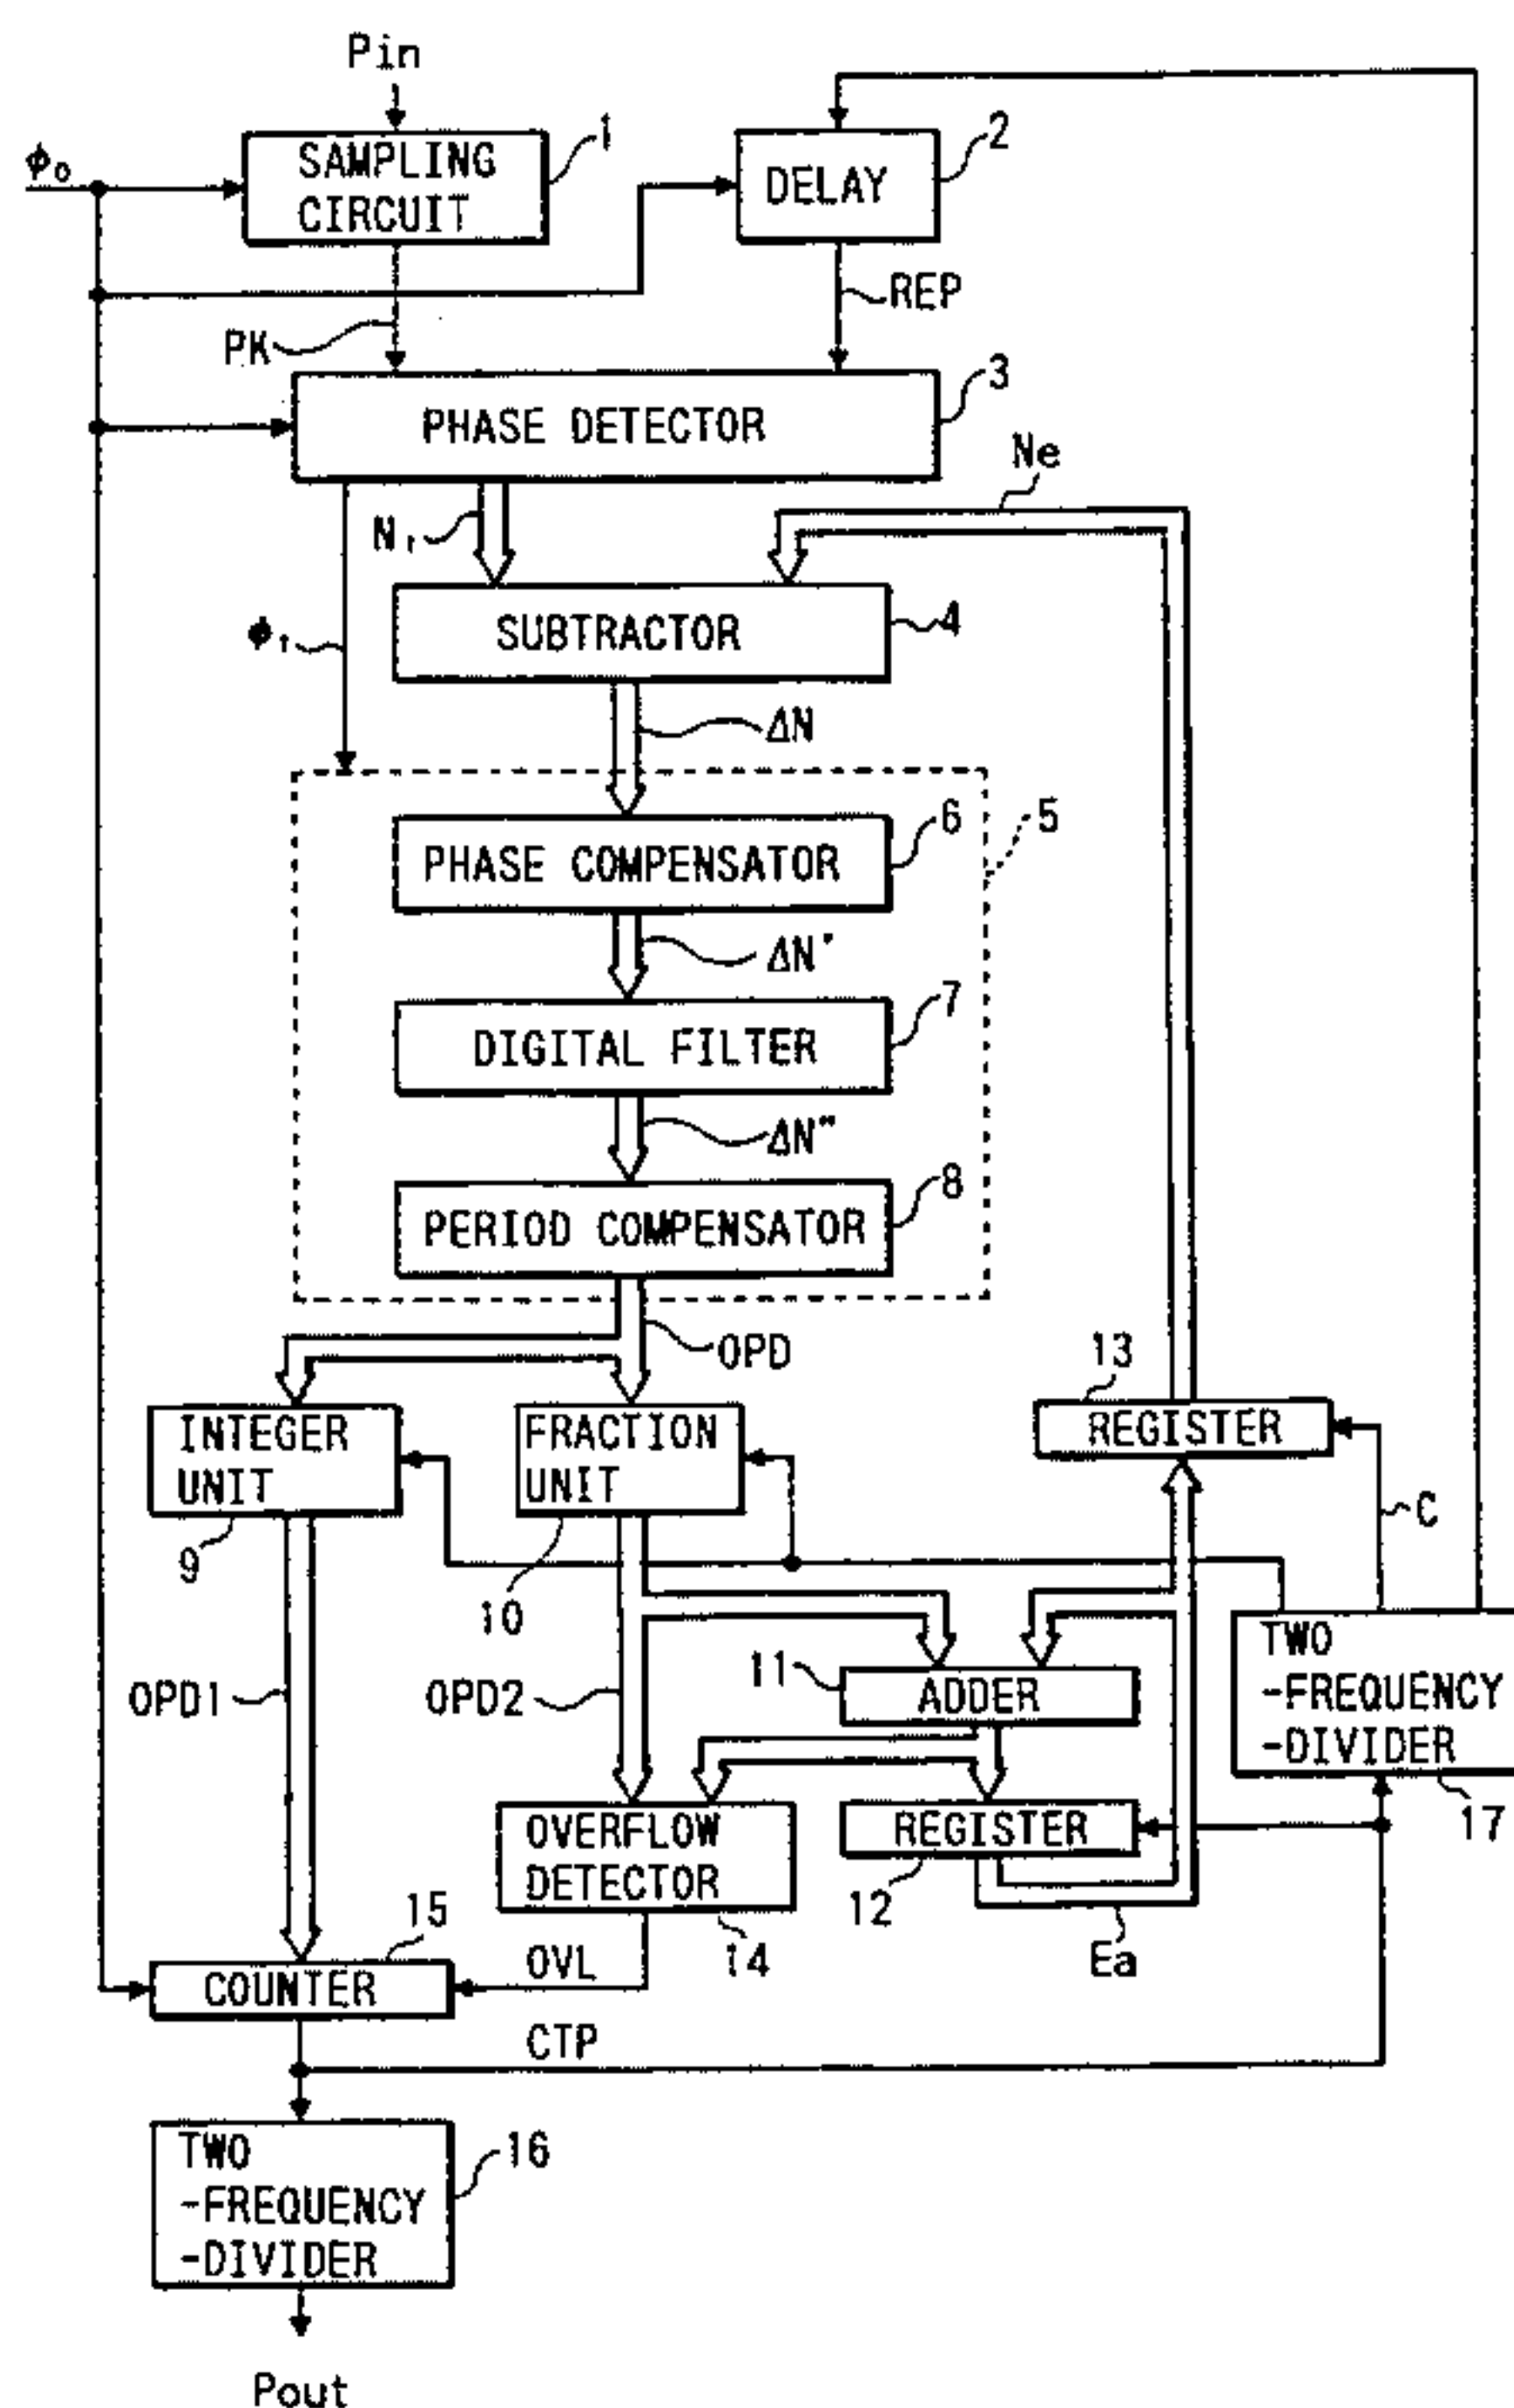 Pin
φ₀
SAMPLING
CIRCUIT
1
DELAY
2
REP
PK
PHASE DETECTOR
3
Ne
N₁
φ₁
SUBTRACTOR
4
ΔN
PHASE COMPENSATOR
6
5
ΔN'
DIGITAL FILTER
7
ΔN"
PERIOD COMPENSATOR
8
OPD
INTEGER
UNIT
9
FRACTION
UNIT
10
13
REGISTER
C
OPD1
OPD2
11
ADDER
TWO
-FREQUENCY
-DIVIDER
17
OVERFLOW
DETECTOR
14
REGISTER
12
Ea
15
COUNTER
OVL
CTP
TWO
-FREQUENCY
-DIVIDER
16
Pout